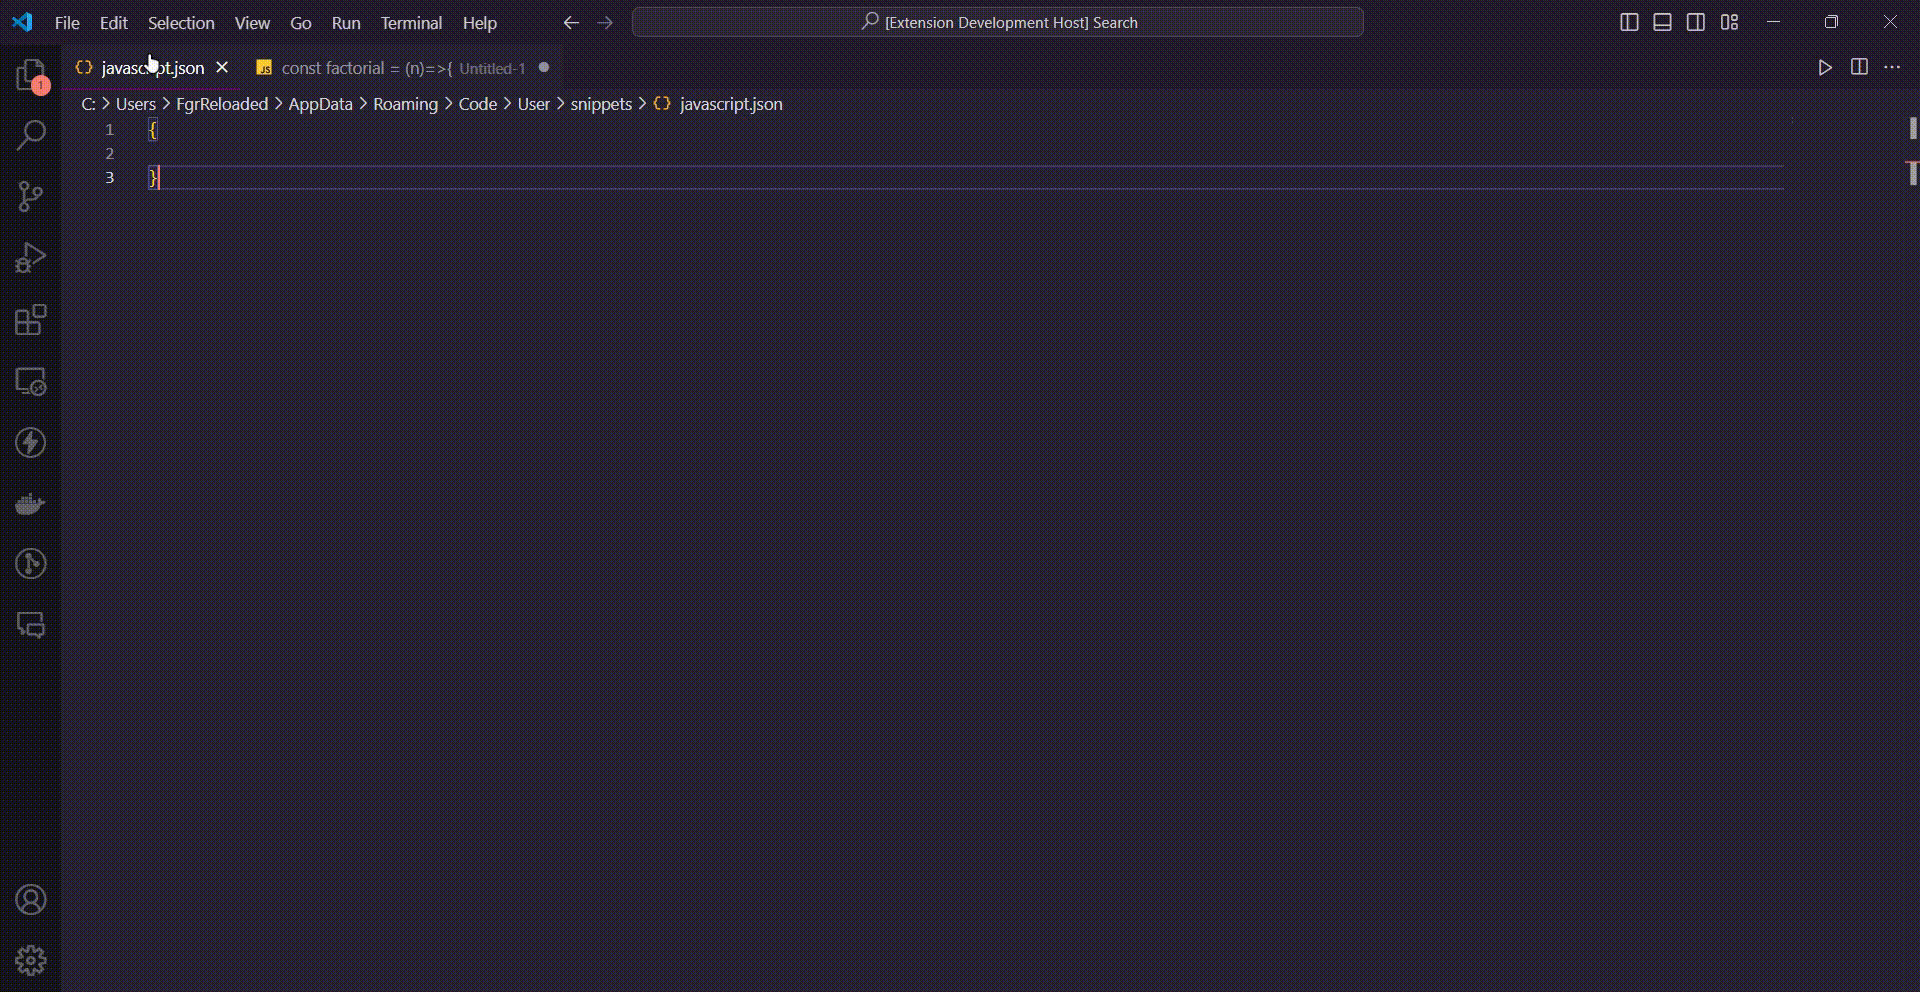 File Edit Selection View Go Run Terminal Help
[Extension Development Host] Search
javascript.json
JS const factorial = (n)=>{ Untitled-1
1
C: > Users > FgrReloaded > AppData > Roaming > Code > User > snippets > {} javascript.json
1 {
2
3 }